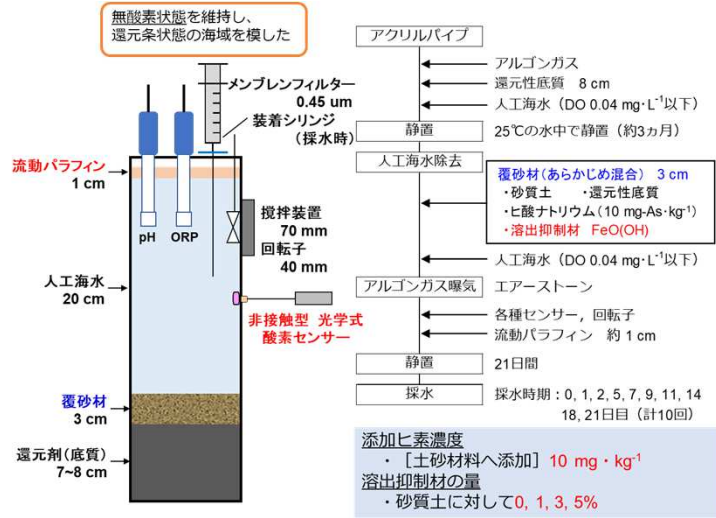 無酸素状態を維持し、
還元条状態の海域を模した
メンブレンフィルター
0.45 um
装着シリンジ
(採水時)
流動パラフィン
1 cm
pH
ORP
撹拌装置
70 mm
回転子
40 mm
人工海水
20 cm
非接触型 光学式
酸素センサー
覆砂材
3 cm
還元剤(底質)
7~8 cm
アクリルパイプ
アルゴンガス
還元性底質 8 cm
人工海水(DO 0.04 mg·L⁻¹以下)
静置
25℃の水中で静置(約3ヵ月)
人工海水除去
覆砂材(あらかじめ混合) 3 cm
・砂質土 ・還元性底質
・ヒ酸ナトリウム(10 mg-As·kg⁻¹)
・溶出抑制材 FeO(OH)
人工海水(DO 0.04 mg·L⁻¹以下)
アルゴンガス曝気
エアーストーン
各種センサー, 回転子
流動パラフィン 約 1 cm
静置
21日間
採水
採水時期:0, 1, 2, 5, 7, 9, 11, 14
18, 21日目(計10回)
添加ヒ素濃度
・[土砂材料へ添加] 10 mg・kg⁻¹
溶出抑制材の量
・砂質土に対して0, 1, 3, 5%